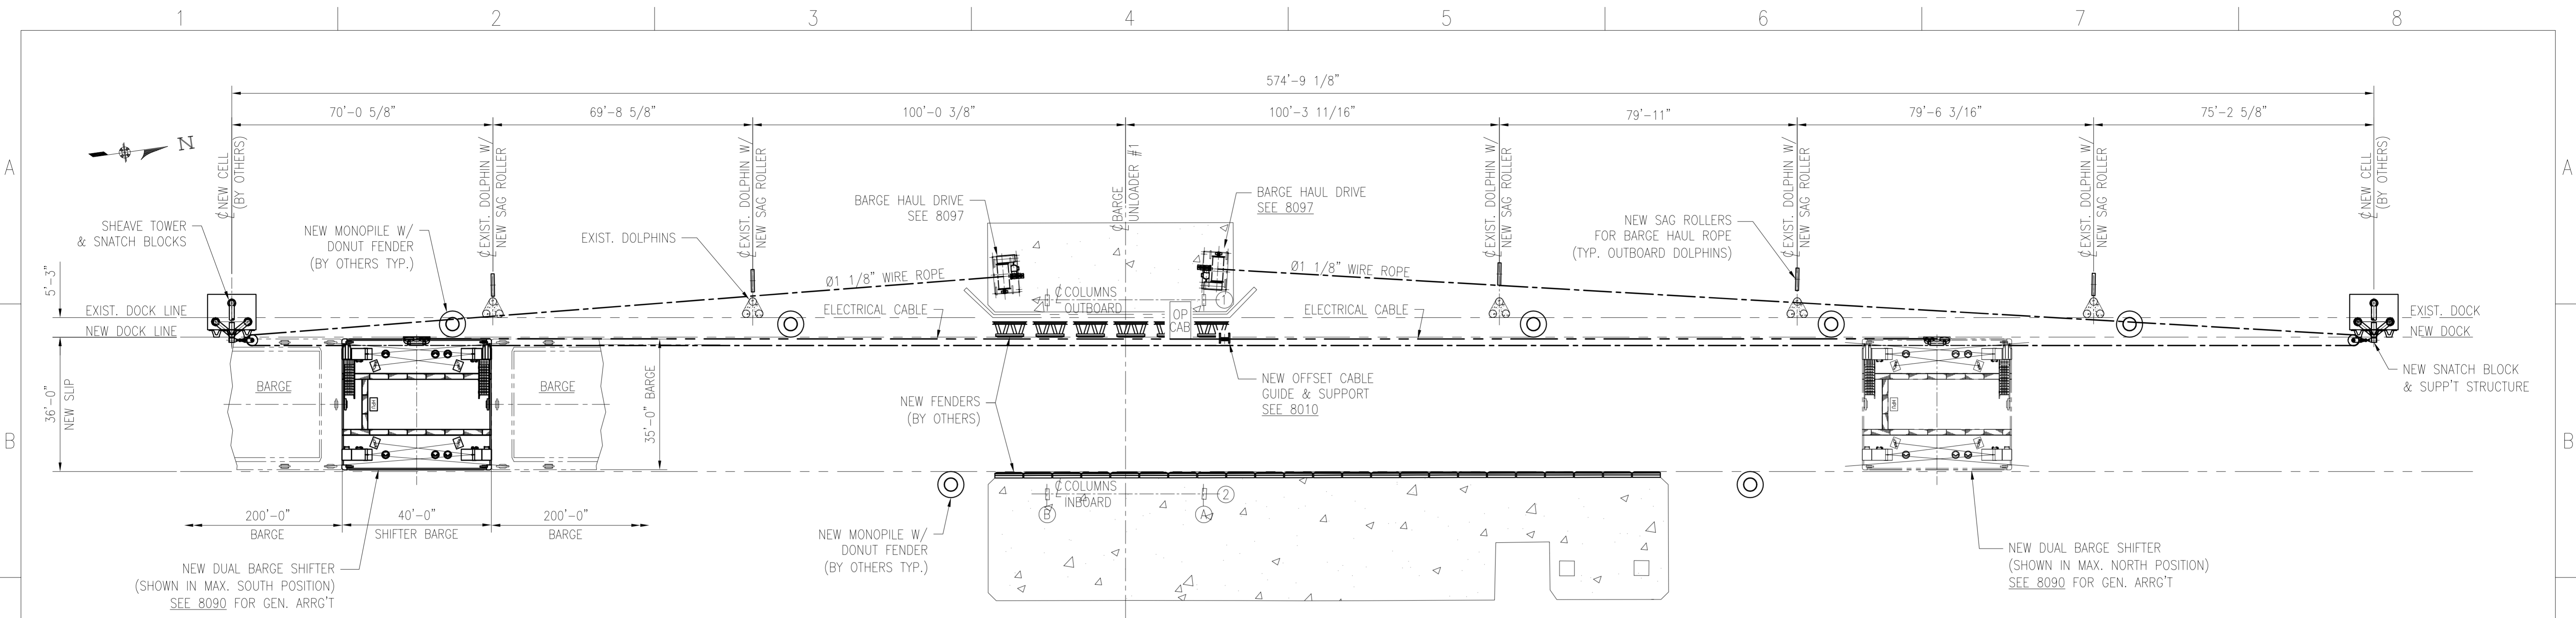 1
2
3
4
5
6
7
8
574'-9 1/8"
70'-0 5/8"
69'-8 5/8"
100'-0 3/8"
100'-3 11/16"
79'-11"
79'-6 3/16"
75'-2 5/8"
N
A
A
℄ NEW CELL
(BY OTHERS)
℄ EXIST. DOLPHIN W/
NEW SAG ROLLER
℄ EXIST. DOLPHIN W/
NEW SAG ROLLER
℄ BARGE
UNLOADER #1
℄ EXIST. DOLPHIN W/
NEW SAG ROLLER
℄ EXIST. DOLPHIN W/
NEW SAG ROLLER
℄ EXIST. DOLPHIN W/
NEW SAG ROLLER
℄ NEW CELL
(BY OTHERS)
SHEAVE TOWER
& SNATCH BLOCKS
NEW MONOPILE W/
DONUT FENDER
(BY OTHERS TYP.)
EXIST. DOLPHINS
BARGE HAUL DRIVE
SEE 8097
BARGE HAUL DRIVE
SEE 8097
NEW SAG ROLLERS
FOR BARGE HAUL ROPE
(TYP. OUTBOARD DOLPHINS)
Ø1 1/8" WIRE ROPE
Ø1 1/8" WIRE ROPE
5'-3"
EXIST. DOCK LINE
NEW DOCK LINE
℄ COLUMNS
OUTBOARD
1
ELECTRICAL CABLE
OP
CAB
ELECTRICAL CABLE
EXIST. DOCK
NEW DOCK
36'-0"
NEW SLIP
BARGE
HPU
BARGE
35'-0" BARGE
NEW FENDERS
(BY OTHERS)
NEW OFFSET CABLE
GUIDE & SUPPORT
SEE 8010
HPU
NEW SNATCH BLOCK
& SUPP'T STRUCTURE
B
B
℄ COLUMNS
INBOARD
2
B
A
200'-0"
BARGE
40'-0"
SHIFTER BARGE
200'-0"
BARGE
NEW MONOPILE W/
DONUT FENDER
(BY OTHERS TYP.)
NEW DUAL BARGE SHIFTER
(SHOWN IN MAX. SOUTH POSITION)
SEE 8090 FOR GEN. ARRG'T
NEW DUAL BARGE SHIFTER
(SHOWN IN MAX. NORTH POSITION)
SEE 8090 FOR GEN. ARRG'T